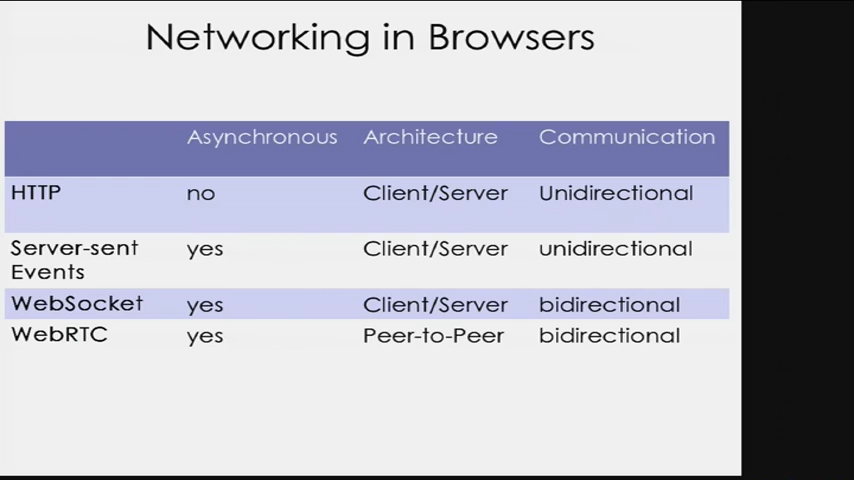 Networking in Browsers
Asynchronous Architecture Communication
HTTP no Client/Server Unidirectional
Server-sent yes Client/Server unidirectional
Events
WebSocket yes Client/Server bidirectional
WebRTC yes Peer-to-Peer bidirectional